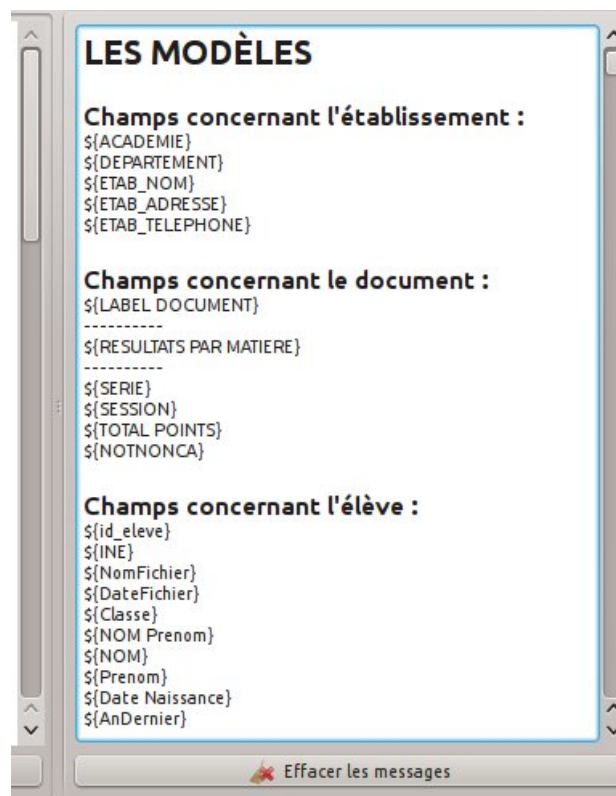 LES MODÈLES
Champs concernant l'établissement :
${ACADEMIE}
${DEPARTEMENT}
${ETAB_NOM}
${ETAB_ADRESSE}
${ETAB_TELEPHONE}
Champs concernant le document :
${LABEL DOCUMENT}
----------
${RESULTATS PAR MATIERE}
----------
${SERIE}
${SESSION}
${TOTAL POINTS}
${NOTNONCA}
Champs concernant l'élève :
${id_eleve}
${INE}
${NomFichier}
${DateFichier}
${Classe}
${NOM Prenom}
${NOM}
${Prenom}
${Date Naissance}
${AnDernier}
Effacer les messages